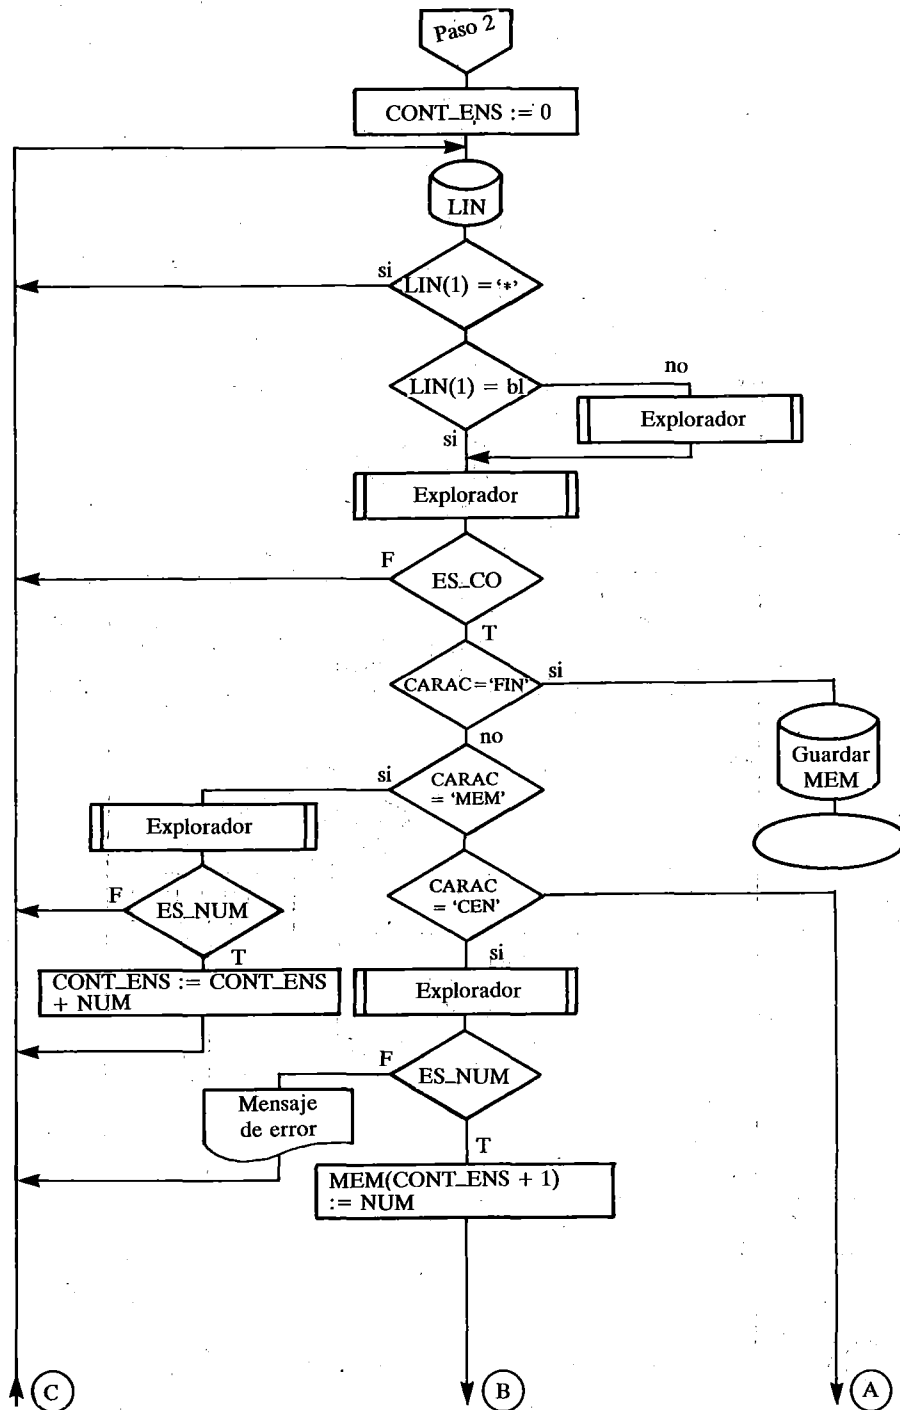 Paso 2
CONT_ENS := 0
LIN
si
LIN(1) = '*'
LIN(1) = bl
no
Explorador
si
Explorador
F
ES_CO
T
CARAC = 'FIN'
si
no
Guardar
MEM
si
CARAC
= 'MEM'
Explorador
CARAC
= 'CEN'
F
ES_NUM
T
si
CONT_ENS := CONT_ENS
+ NUM
Explorador
F
ES_NUM
Mensaje
de error
T
MEM(CONT_ENS + 1)
:= NUM
C
B
A